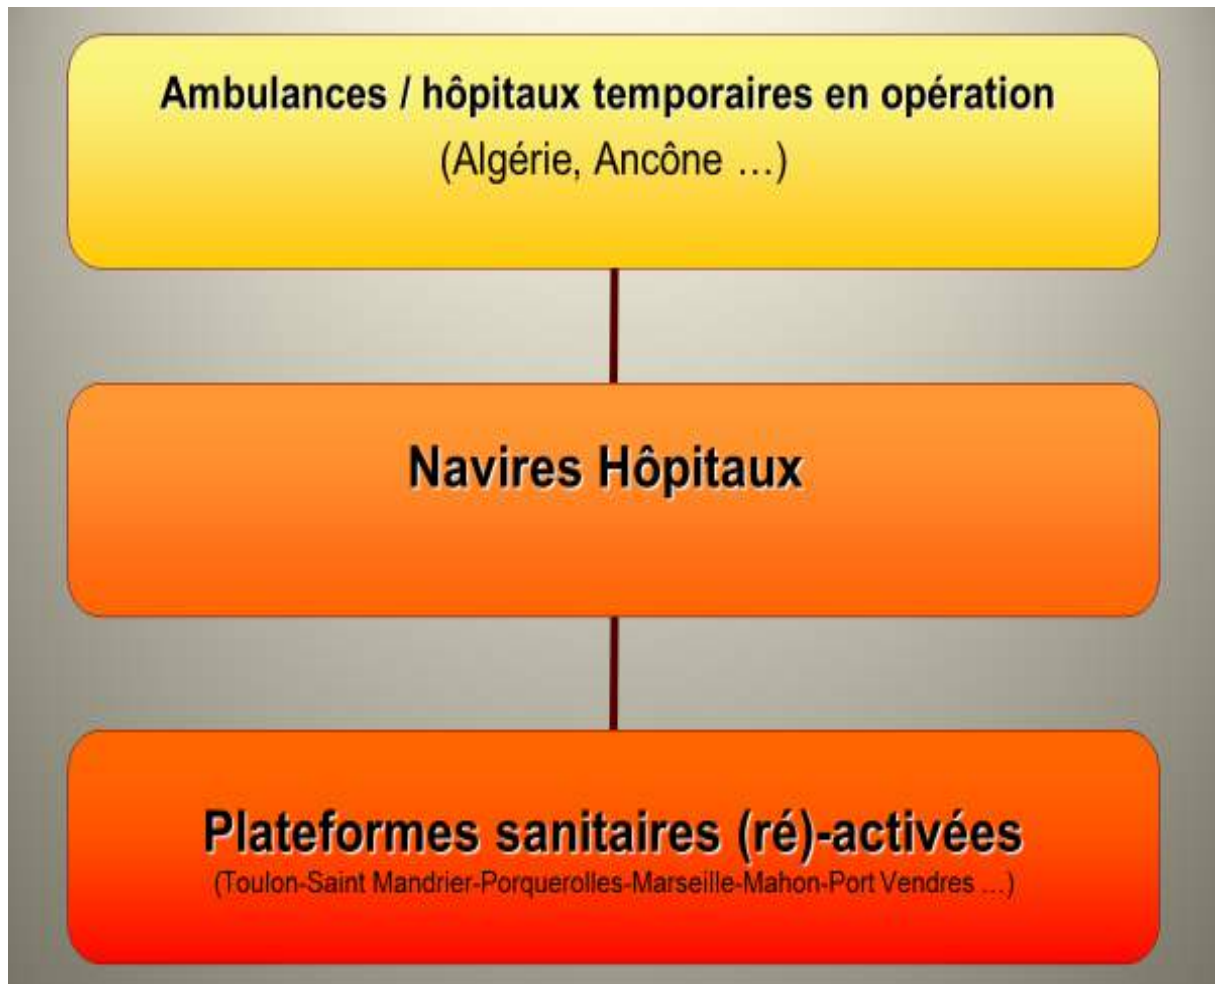 Ambulances / hôpitaux temporaires en opération
(Algérie, Ancône …)
Navires Hôpitaux
Plateformes sanitaires (ré)-activées
(Toulon-Saint Mandrier-Porquerolles-Marseille-Mahon-Port Vendres …)